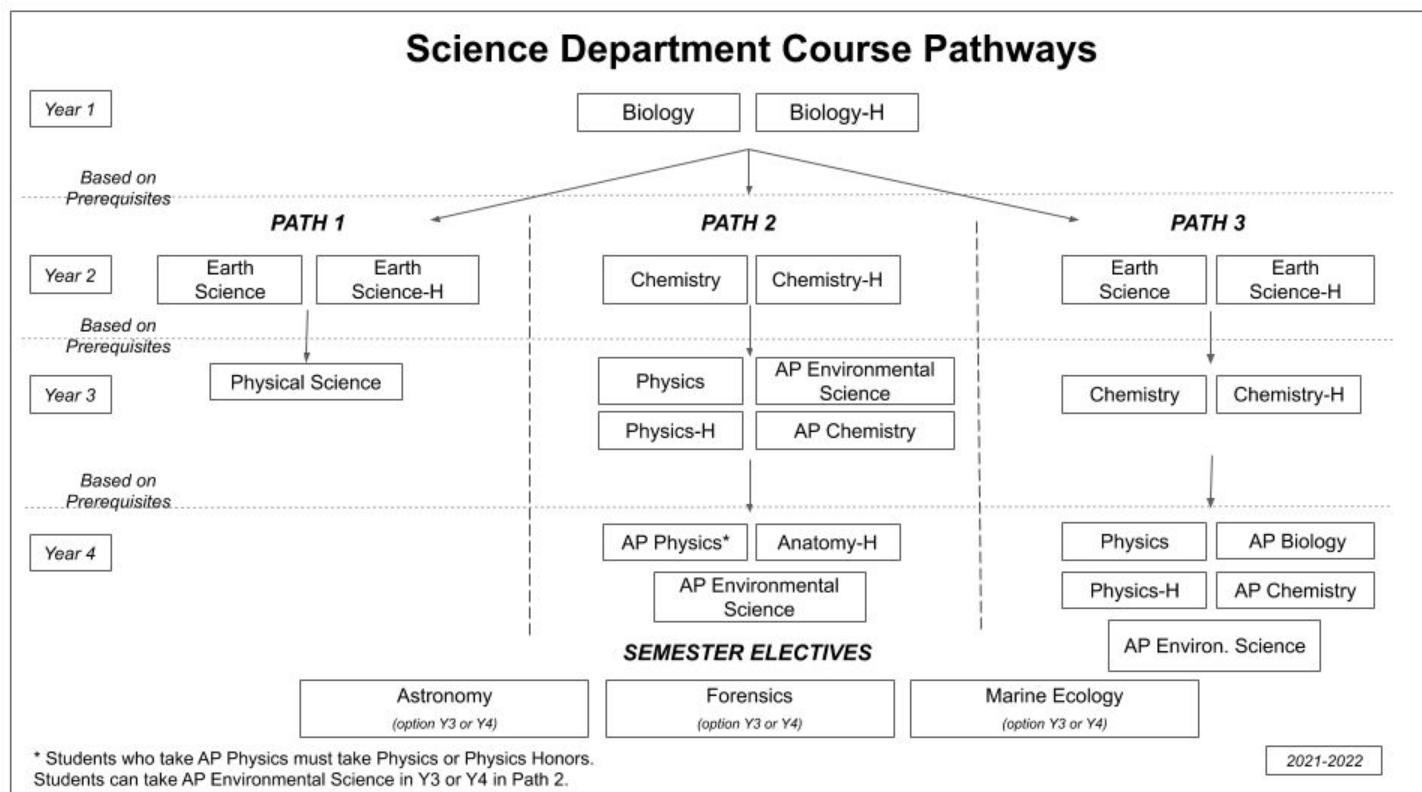 Science Department Course Pathways
Year 1
Biology
Biology-H
Based on
Prerequisites
PATH 1
PATH 2
PATH 3
Year 2
Earth
Science
Earth
Science-H
Chemistry
Chemistry-H
Earth
Science
Earth
Science-H
Based on
Prerequisites
Year 3
Physical Science
Physics
AP Environmental
Science
Physics-H
AP Chemistry
Chemistry
Chemistry-H
Based on
Prerequisites
Year 4
AP Physics*
Anatomy-H
AP Environmental
Science
Physics
AP Biology
Physics-H
AP Chemistry
AP Environ. Science
SEMESTER ELECTIVES
Astronomy
(option Y3 or Y4)
Forensics
(option Y3 or Y4)
Marine Ecology
(option Y3 or Y4)
* Students who take AP Physics must take Physics or Physics Honors.
Students can take AP Environmental Science in Y3 or Y4 in Path 2.
2021-2022